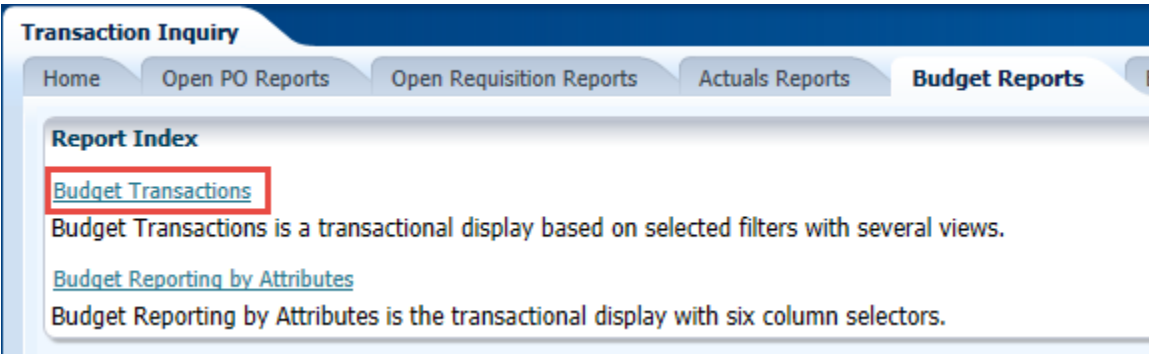 Transaction Inquiry
Home Open PO Reports Open Requisition Reports Actuals Reports Budget Reports
Report Index
Budget Transactions
Budget Transactions is a transactional display based on selected filters with several views.
Budget Reporting by Attributes
Budget Reporting by Attributes is the transactional display with six column selectors.